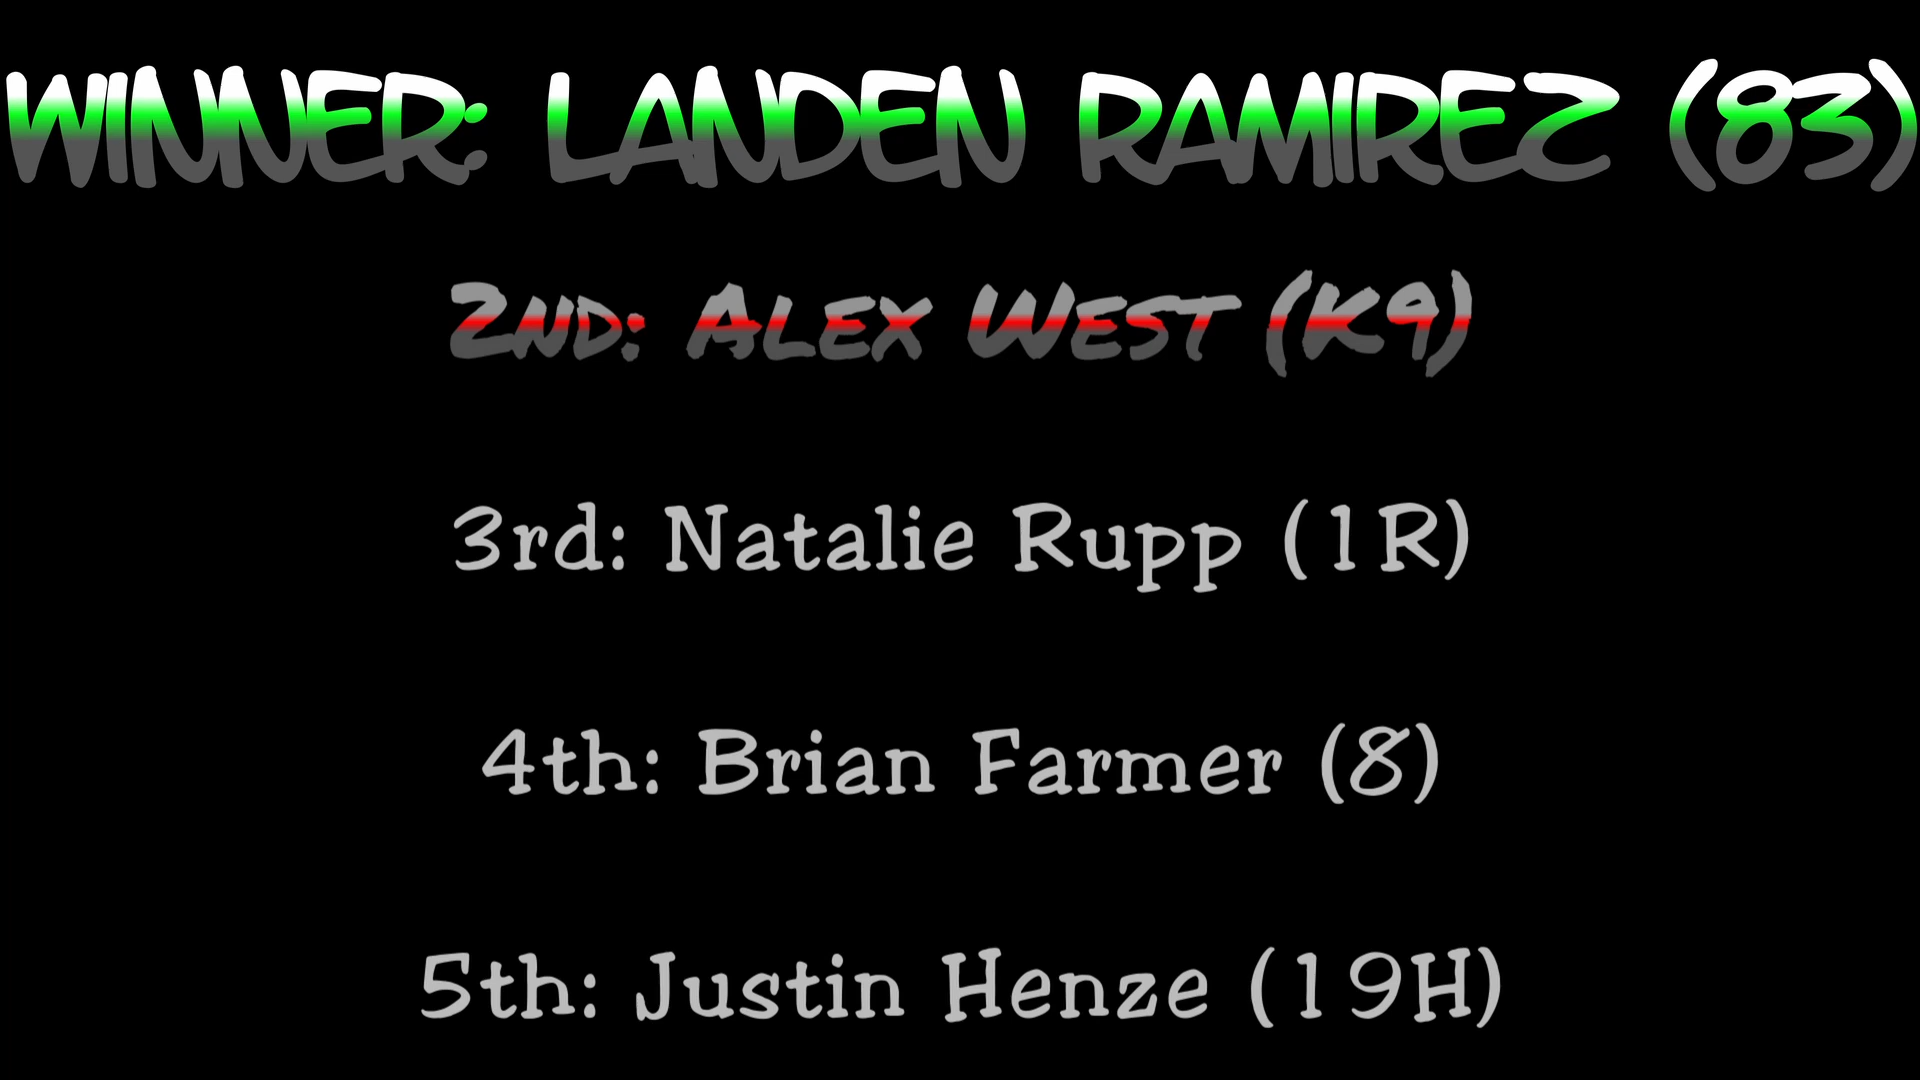 WINNER: LANDEN RAMIREZ (83)
2nd: Alex West (K9)
3rd: Natalie Rupp (1R)
4th: Brian Farmer (8)
5th: Justin Henze (19H)